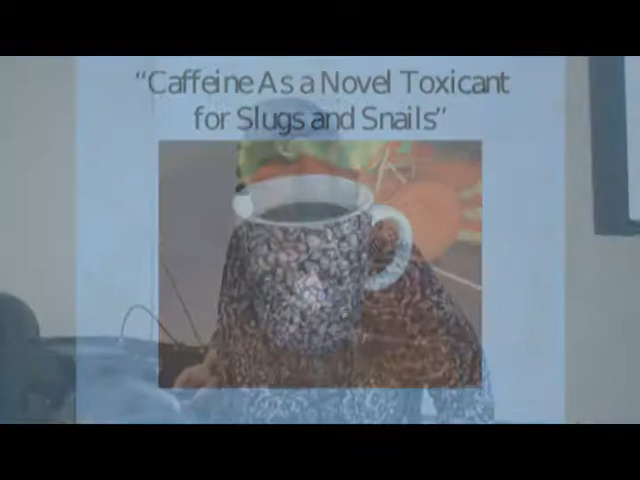 “Caffeine As a Novel Toxicant
for Slugs and Snails”